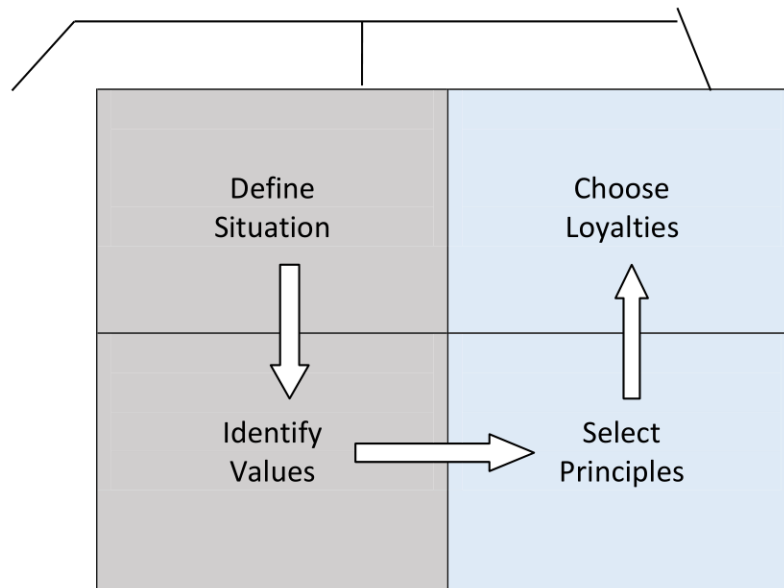 Define
Situation
Choose
Loyalties
Identify
Values
Select
Principles